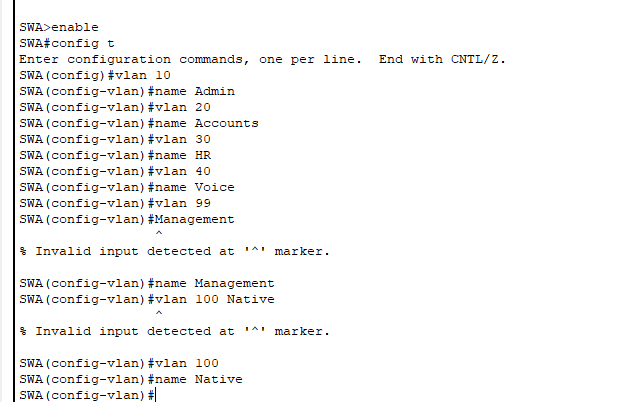 SWA>enable
SWA#config t
Enter configuration commands, one per line.  End with CNTL/Z.
SWA(config)#vlan 10
SWA(config-vlan)#name Admin
SWA(config-vlan)#vlan 20
SWA(config-vlan)#name Accounts
SWA(config-vlan)#vlan 30
SWA(config-vlan)#name HR
SWA(config-vlan)#vlan 40
SWA(config-vlan)#name Voice
SWA(config-vlan)#vlan 99
SWA(config-vlan)#Management
                 ^
% Invalid input detected at '^' marker.
SWA(config-vlan)#name Management
SWA(config-vlan)#vlan 100 Native
                 ^
% Invalid input detected at '^' marker.
SWA(config-vlan)#vlan 100
SWA(config-vlan)#name Native
SWA(config-vlan)#